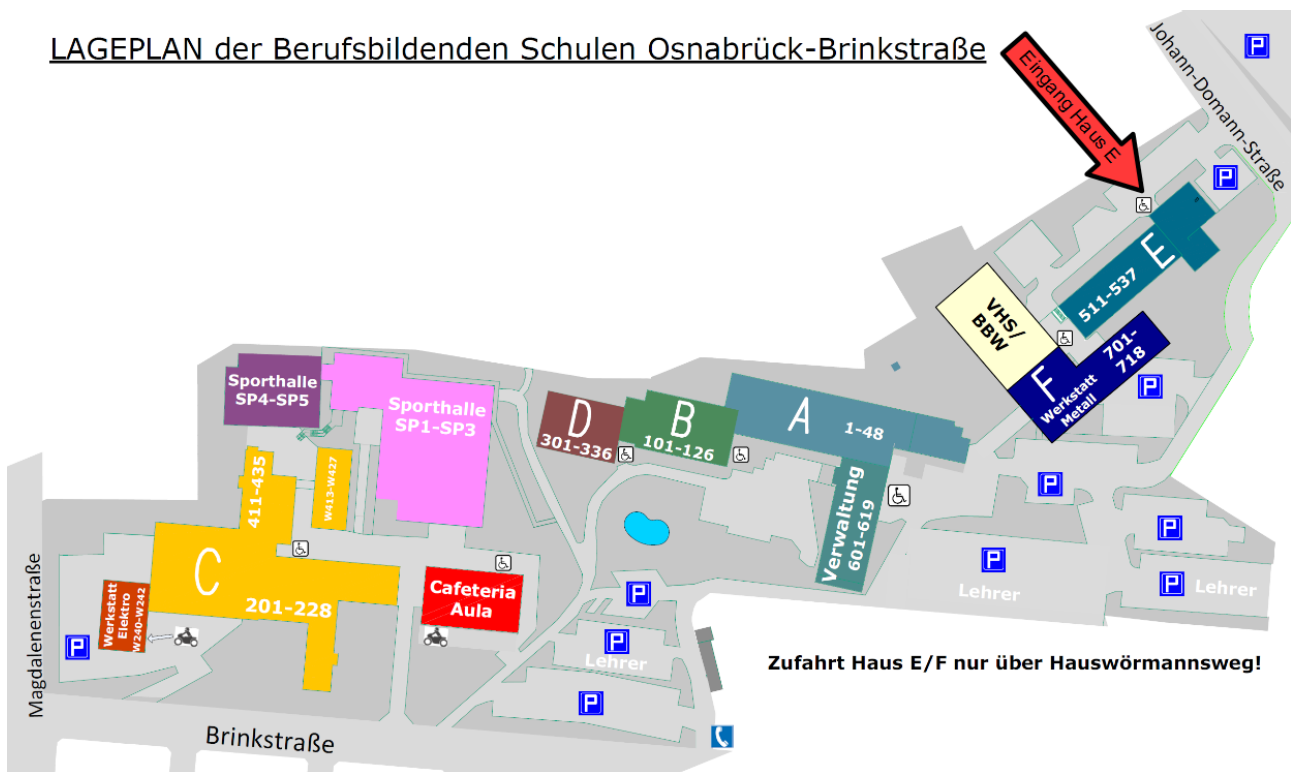 LAGEPLAN der Berufsbildenden Schulen Osnabrück-Brinkstraße
Eingang Haus E
Johann-Domann-Straße
P
P
E
511-537
VHS/
BBW
F
Werkstatt
Metall
701-
718
P
Sporthalle
SP4-SP5
Sporthalle
SP1-SP3
D
301-336
B
101-126
A
1-48
Verwaltung
601-619
P
P
P
Lehrer
P
Lehrer
411-435
W413-W427
C
201-228
Werkstatt
Elektro
W240-W242
Cafeteria
Aula
P
P
Lehrer
P
P
Zufahrt Haus E/F nur über Hauswörmannsweg!
Magdalenenstraße
Brinkstraße